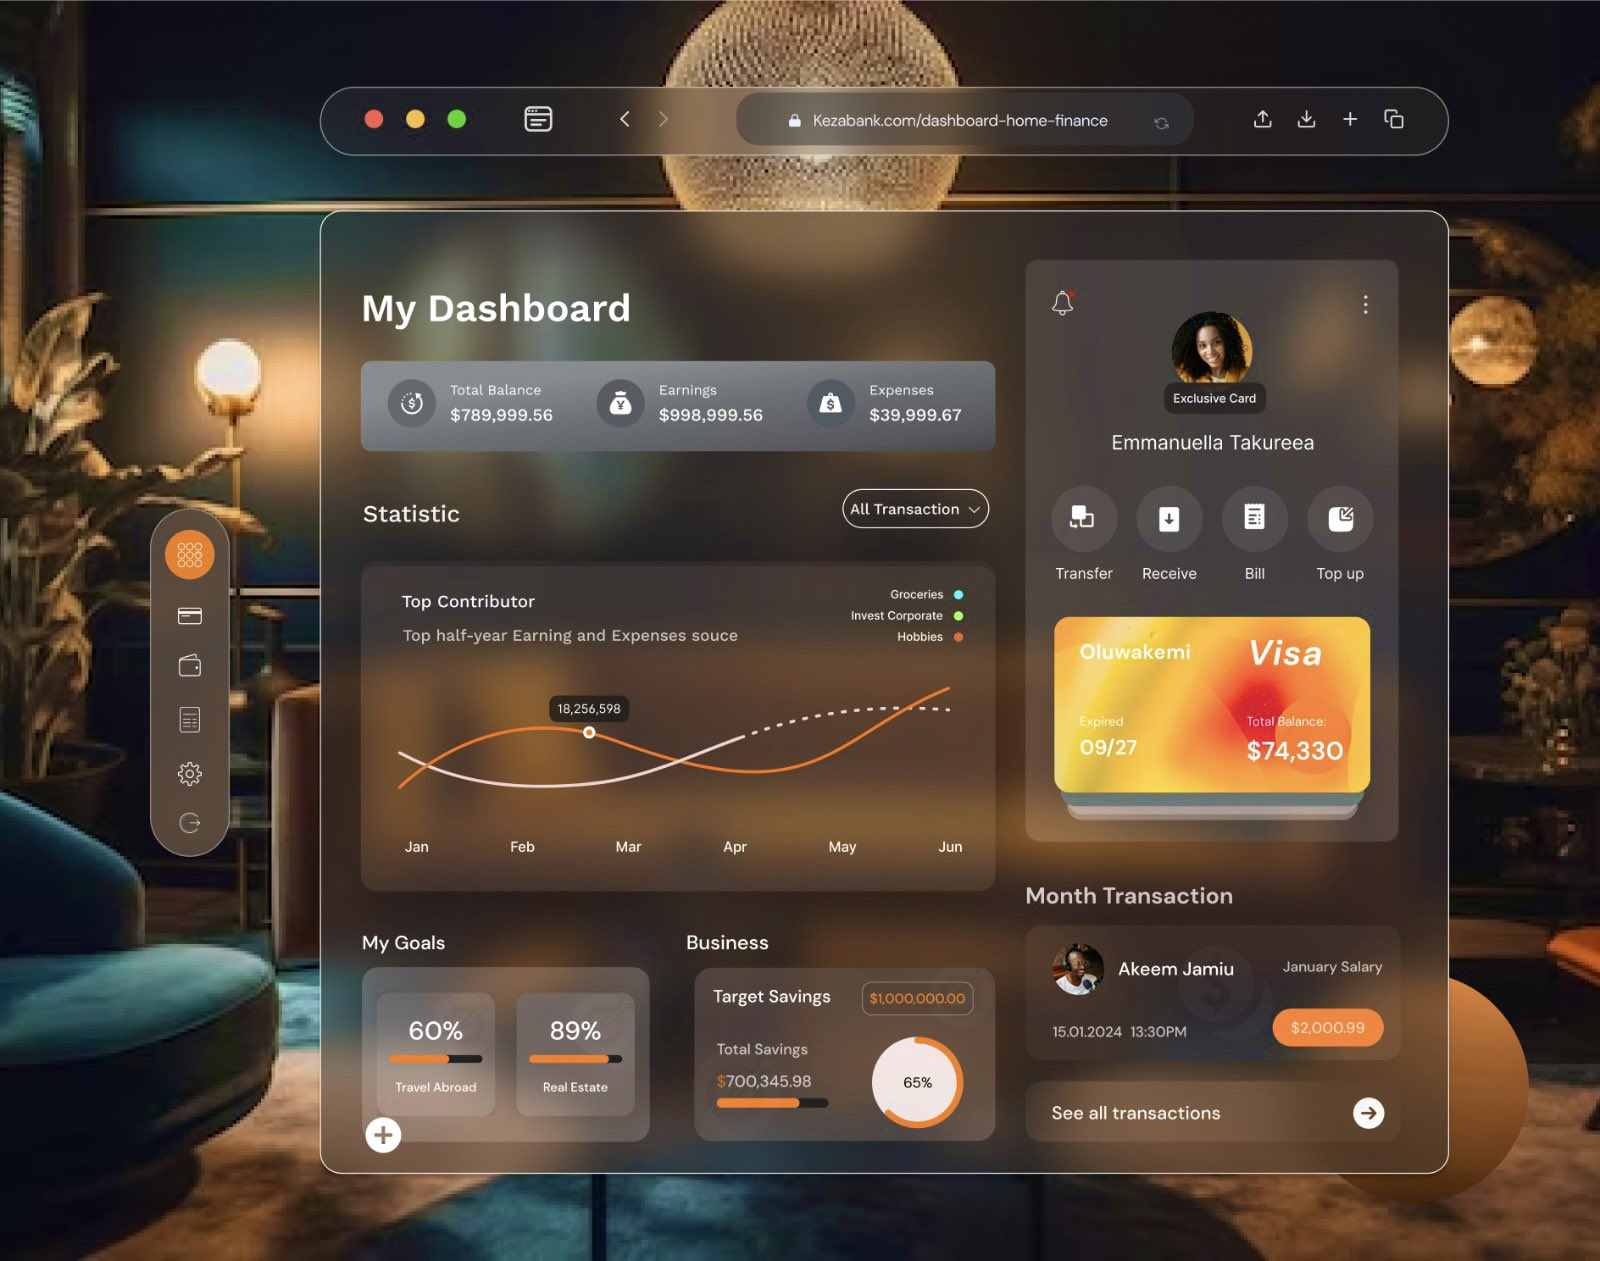 Kezabank.com/dashboard-home-finance
My Dashboard
Total Balance
$789,999.56
Earnings
$998,999.56
Expenses
$39,999.67
Statistic
All Transaction
Top Contributor
Top half-year Earning and Expenses souce
Groceries
Invest Corporate
Hobbies
18,256,598
Jan Feb Mar Apr May Jun
My Goals
60%
Travel Abroad
89%
Real Estate
Business
Target Savings
$1,000,000.00
Total Savings
$700,345.98
65%
Exclusive Card
Emmanuella Takureea
Transfer Receive Bill Top up
Oluwakemi
Visa
Expired
09/27
Total Balance:
$74,330
Month Transaction
Akeem Jamiu
January Salary
15.01.2024 13:30PM
$2,000.99
See all transactions